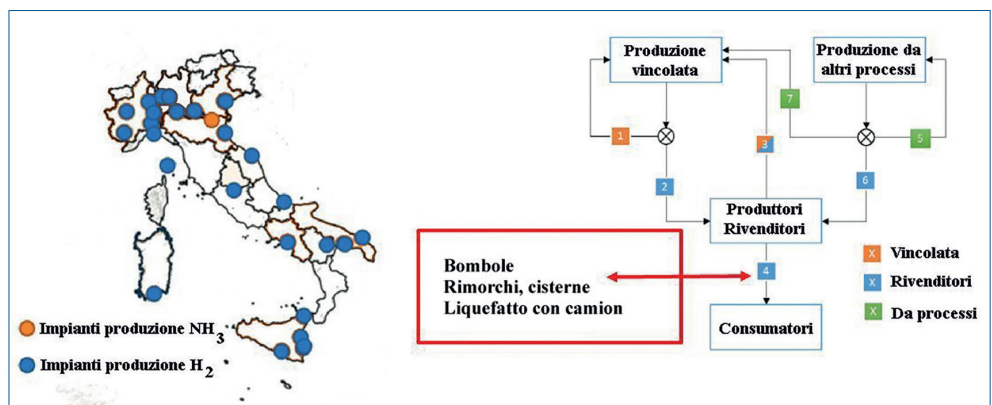 Impianti produzione NH3
Impianti produzione H2
Produzione
vincolata
Produzione da
altri processi
7
1
5
3
2
6
Produttori
Rivenditori
Bombole
Rimorchi, cisterne
Liquefatto con camion
4
Consumatori
X Vincolata
X Rivenditori
X Da processi